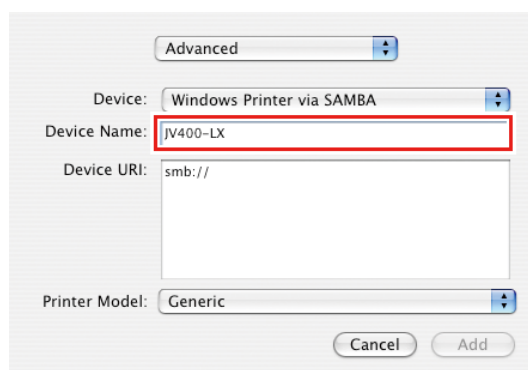 Advanced
Device: Windows Printer via SAMBA
Device Name: JV400-LX
Device URI: smb://
Printer Model: Generic
Cancel Add